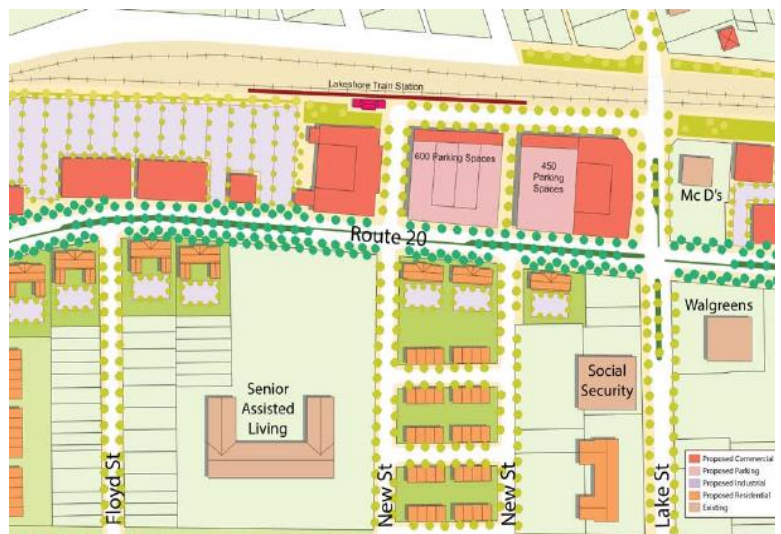 Lakeshore Train Station
600 Parking Spaces
450
Parking
Spaces
Mc D's
Route 20
Walgreens
Senior
Assisted
Living
Social
Security
Floyd St
New St
New St
Lake St
Proposed Commercial
Proposed Parking
Proposed Industrial
Proposed Residential
Existing